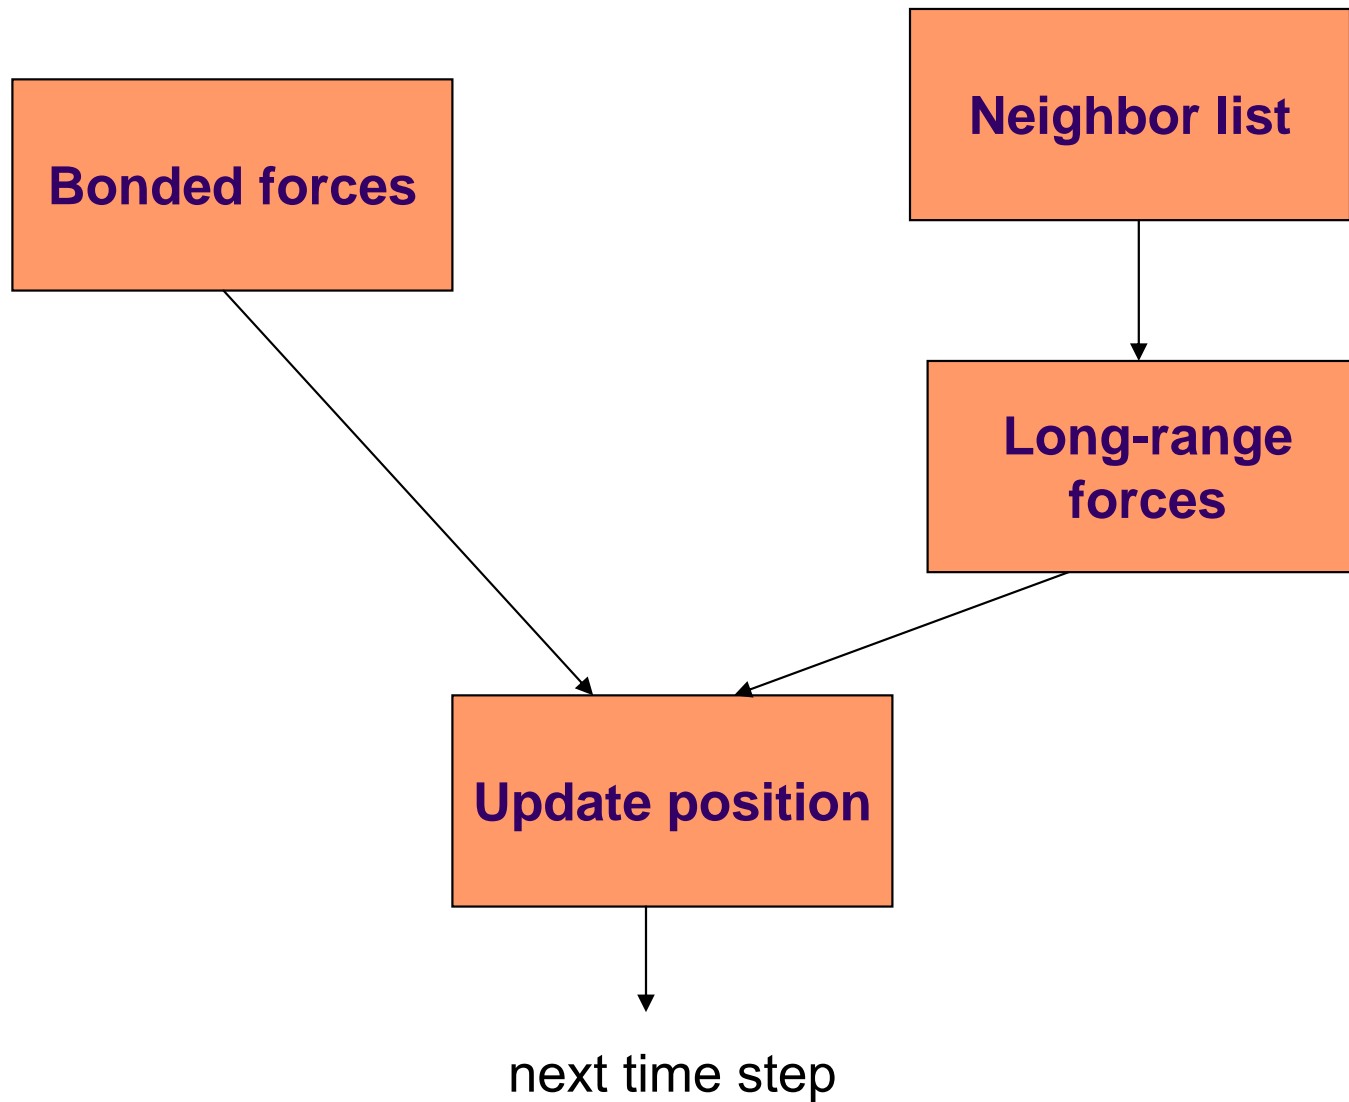 Neighbor list
Bonded forces
Long-range
forces
Update position
next time step